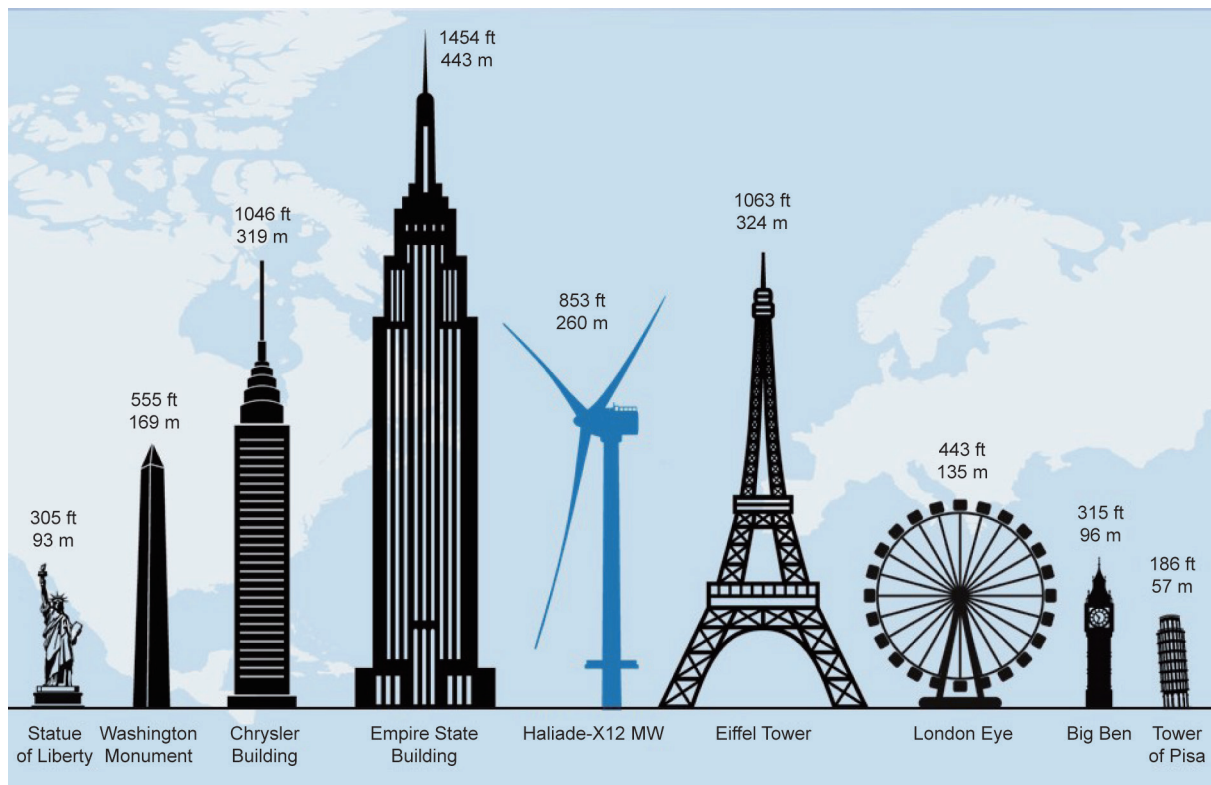 1454 ft
443 m
1046 ft
319 m
1063 ft
324 m
853 ft
260 m
555 ft
169 m
443 ft
135 m
305 ft
93 m
315 ft
96 m
186 ft
57 m
Statue
of Liberty
Washington
Monument
Chrysler
Building
Empire State
Building
Haliade-X12 MW
Eiffel Tower
London Eye
Big Ben
Tower
of Pisa